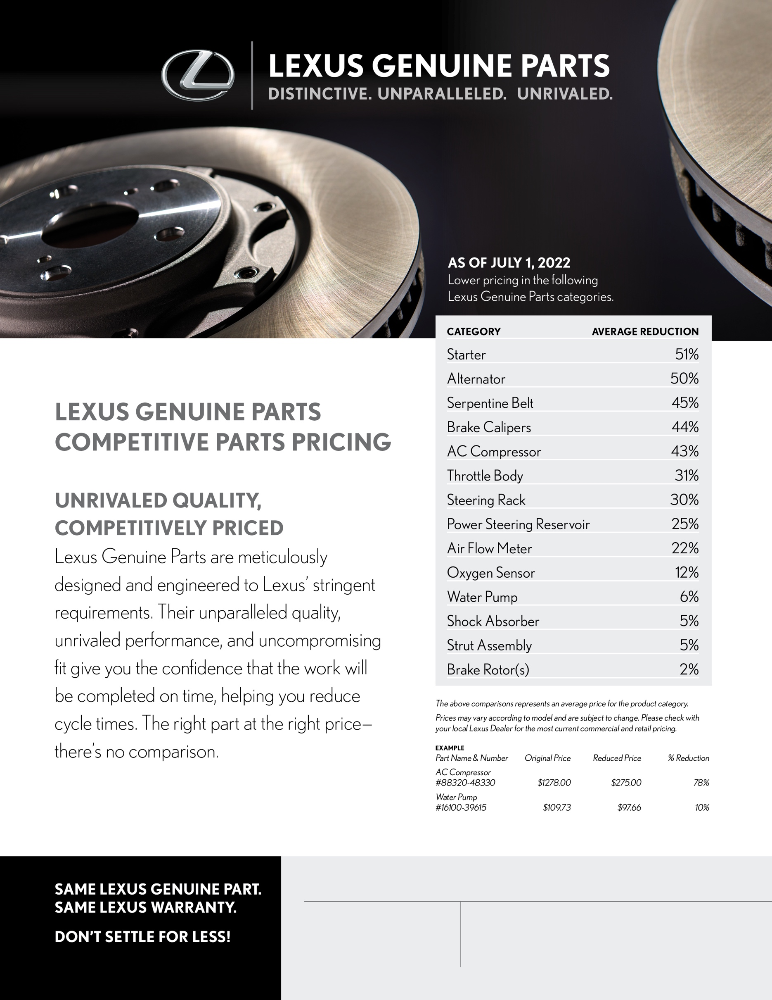 LEXUS GENUINE PARTS
DISTINCTIVE. UNPARALLELED. UNRIVALED.
AS OF JULY 1, 2022
Lower pricing in the following
Lexus Genuine Parts categories.
CATEGORY AVERAGE REDUCTION
Starter 51%
Alternator 50%
Serpentine Belt 45%
Brake Calipers 44%
AC Compressor 43%
Throttle Body 31%
Steering Rack 30%
Power Steering Reservoir 25%
Air Flow Meter 22%
Oxygen Sensor 12%
Water Pump 6%
Shock Absorber 5%
Strut Assembly 5%
Brake Rotor(s) 2%
The above comparisons represents an average price for the product category.
Prices may vary according to model and are subject to change. Please check with
your local Lexus Dealer for the most current commercial and retail pricing.
EXAMPLE
Part Name & Number Original Price Reduced Price % Reduction
AC Compressor
#88320-48330 $1278.00 $275.00 78%
Water Pump
#16100-39615 $109.73 $97.66 10%
LEXUS GENUINE PARTS
COMPETITIVE PARTS PRICING
UNRIVALED QUALITY,
COMPETITIVELY PRICED
Lexus Genuine Parts are meticulously
designed and engineered to Lexus’ stringent
requirements. Their unparalleled quality,
unrivaled performance, and uncompromising
fit give you the confidence that the work will
be completed on time, helping you reduce
cycle times. The right part at the right price–
there’s no comparison.
SAME LEXUS GENUINE PART.
SAME LEXUS WARRANTY.
DON’T SETTLE FOR LESS!